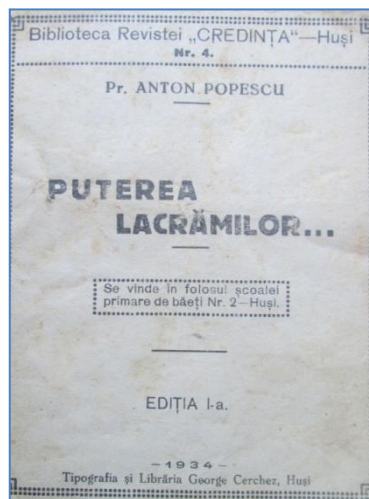 Biblioteca Revistei „CREDINȚA“—Huși
Nr. 4.
Pr. ANTON POPESCU
PUTEREA
LACRĂMILOR...
Se vinde în folosul școalei
primare de băeți Nr. 2—Huși.
EDIȚIA I-a.
—1934—
Tipografia și Librăria George Cerchez, Huși